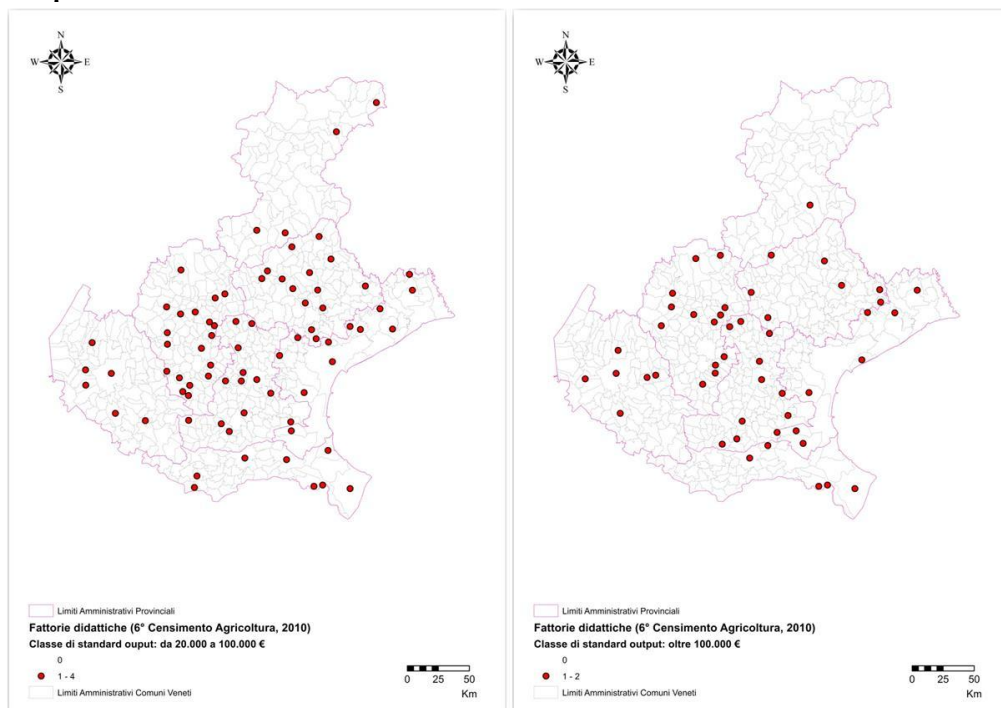 N
W E
S
Limiti Amministrativi Provinciali
Fattorie didattiche (6° Censimento Agricoltura, 2010)
Classe di standard ouput: da 20.000 a 100.000 €
0
1 - 4
Limiti Amministrativi Comuni Veneti
0 25 50
Km
N
W E
S
Limiti Amministrativi Provinciali
Fattorie didattiche (6° Censimento Agricoltura, 2010)
Classe di standard output: oltre 100.000 €
0
1 - 2
Limiti Amministrativi Comuni Veneti
0 25 50
Km